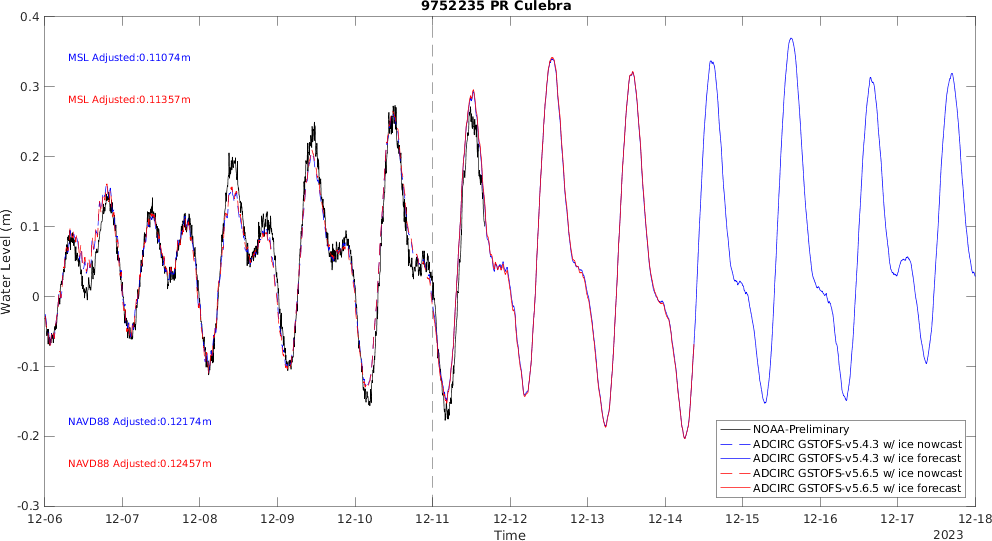 9752235 PR Culebra
0.4
0.3
0.2
0.1
0
-0.1
-0.2
-0.3
Water Level (m)
MSL Adjusted:0.11074m
MSL Adjusted:0.11357m
NAVD88 Adjusted:0.12174m
NAVD88 Adjusted:0.12457m
NOAA-Preliminary
ADCIRC GSTOFS-v5.4.3 w/ ice nowcast
ADCIRC GSTOFS-v5.4.3 w/ ice forecast
ADCIRC GSTOFS-v5.6.5 w/ ice nowcast
ADCIRC GSTOFS-v5.6.5 w/ ice forecast
12-06 12-07 12-08 12-09 12-10 12-11 12-12 12-13 12-14 12-15 12-16 12-17 12-18
Time
2023